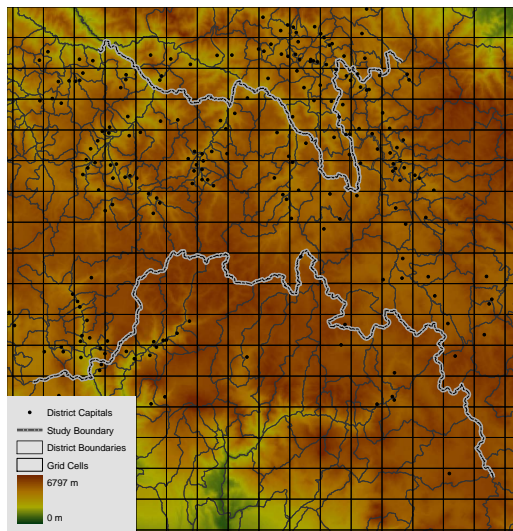 District Capitals
Study Boundary
District Boundaries
Grid Cells
6797 m
0 m